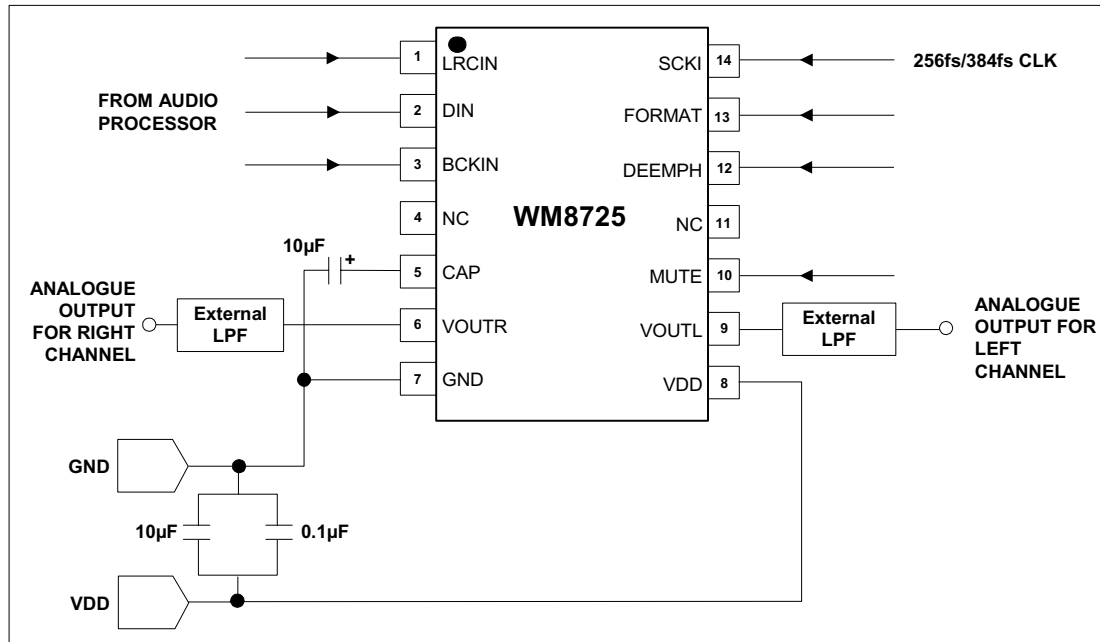 1
LRCIN
SCKI
14
256fs/384fs CLK
FROM AUDIO
PROCESSOR
2
DIN
FORMAT
13
3
BCKIN
DEEMPH
12
WM8725
4
NC
NC
11
10µF
+
5
CAP
MUTE
10
ANALOGUE
OUTPUT
FOR RIGHT
CHANNEL
External
LPF
6
VOUTR
VOUTL
9
External
LPF
ANALOGUE
OUTPUT FOR
LEFT
CHANNEL
7
GND
VDD
8
GND
10µF
0.1µF
VDD